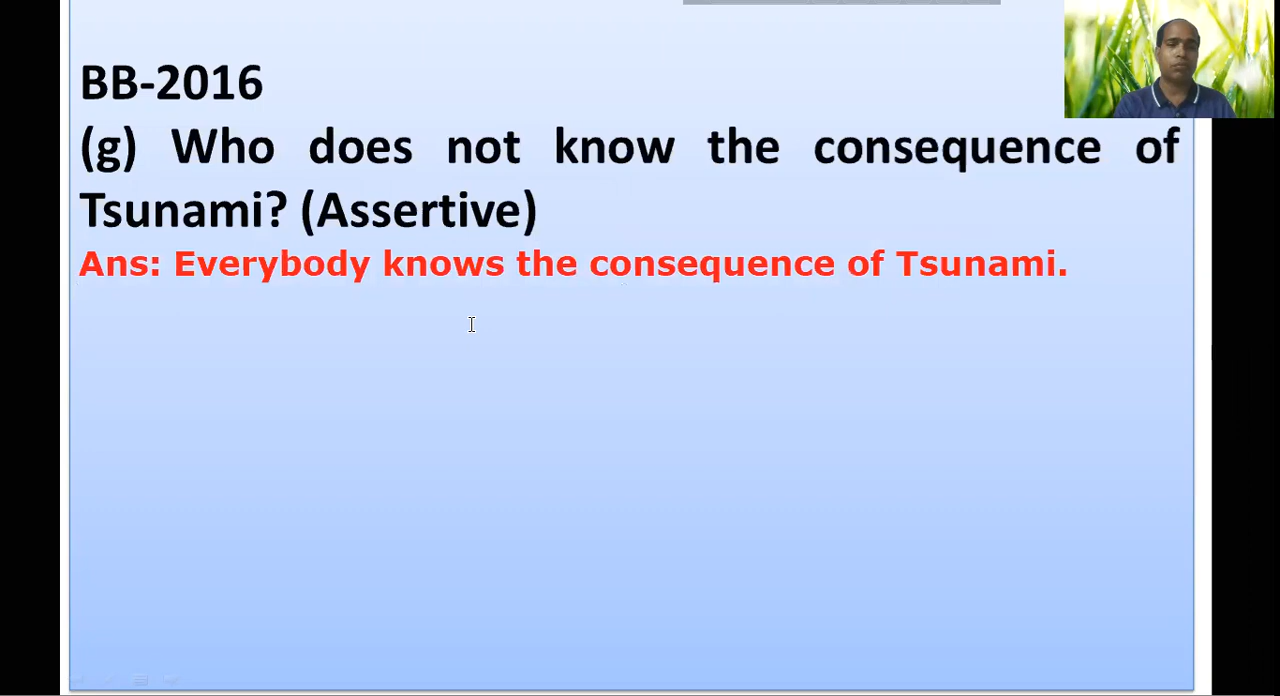 BB-2016
(g) Who does not know the consequence of
Tsunami? (Assertive)
Ans: Everybody knows the consequence of Tsunami.